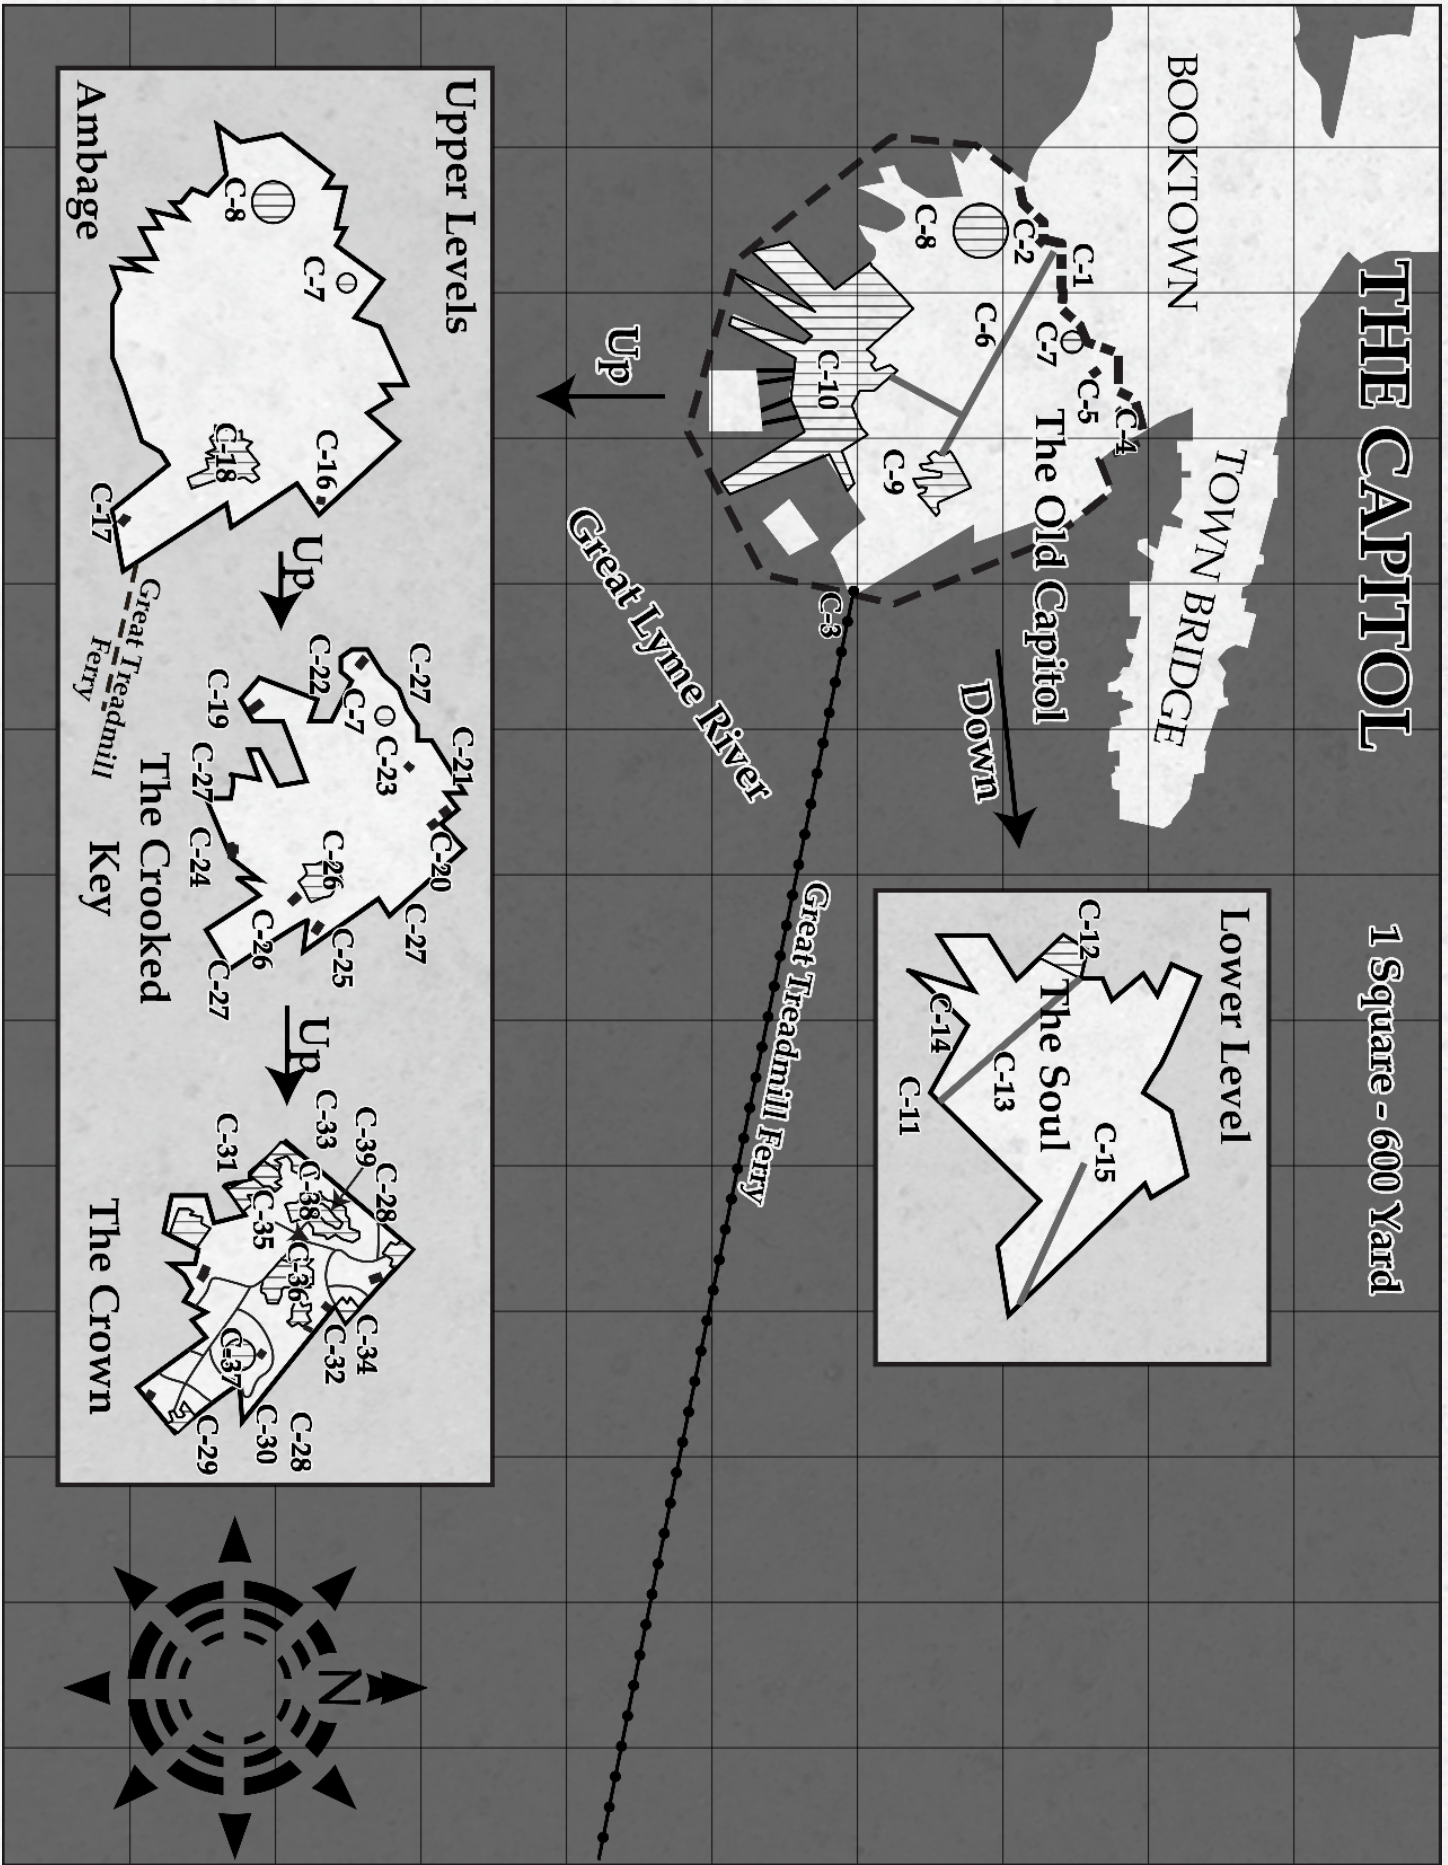 THE CAPITOL
1 Square - 600 Yard
BOOKTOWN
TOWN BRIDGE
C-1
C-2
C-4
C-5
C-7
C-6
C-8
C-9
C-10
C-3
The Old Capitol
Down
Up
Great Lyme River
Great Treadmill Ferry
Lower Level
C-12
The Soul
C-15
C-13
C-14
C-11
Upper Levels
C-8
C-7
C-16
C-18
C-17
Ambage
Up
Great Treadmill
Ferry
C-27
C-21
C-22
C-7
C-23
C-20
C-19
C-27
C-24
C-26
C-27
C-25
C-26
C-27
The Crooked
Key
Up
C-33
C-39
C-28
C-31
C-38
C-35
C-36
C-34
C-32
C-37
C-28
C-30
C-29
The Crown
N